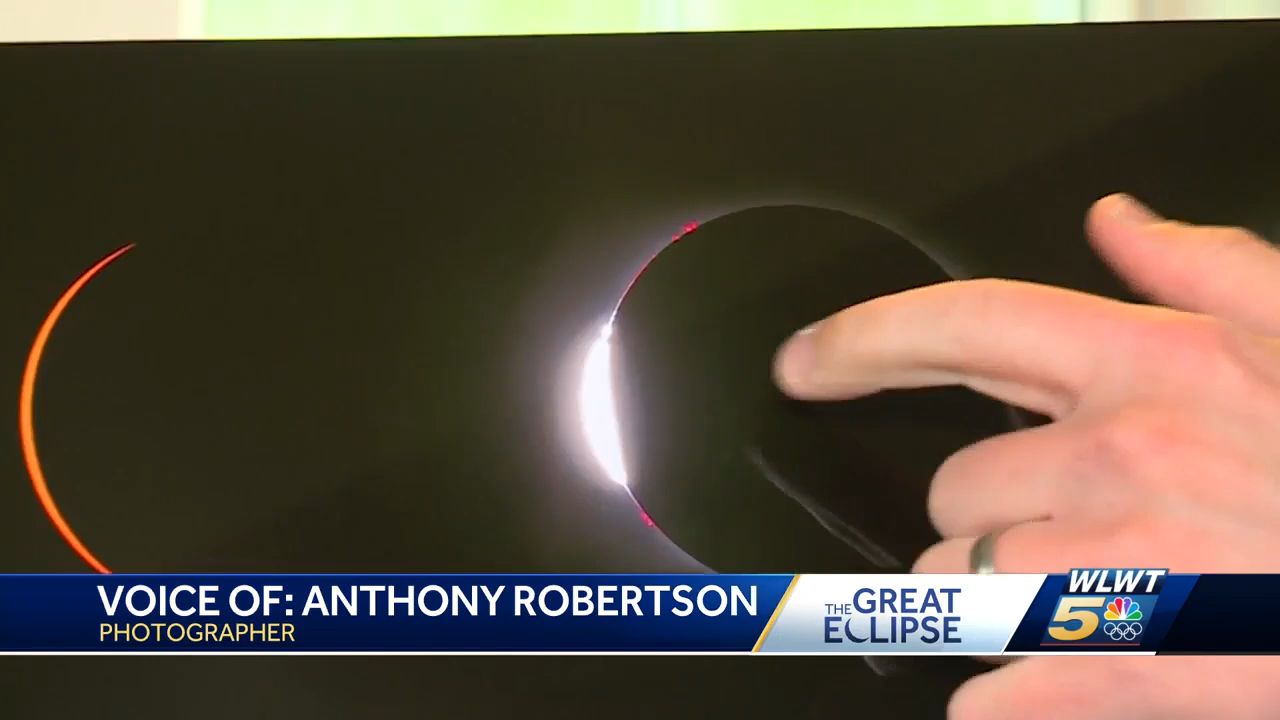 VOICE OF: ANTHONY ROBERTSON
PHOTOGRAPHER
THE GREAT
ECLIPSE
WLWT
5